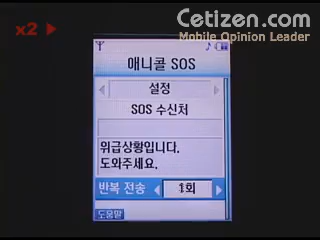 x2
Cetizen.com
Mobile Opinion Leader
애니콜 SOS
설정
SOS 수신처
위급상황입니다.
도와주세요.
반복 전송
1회
도움말